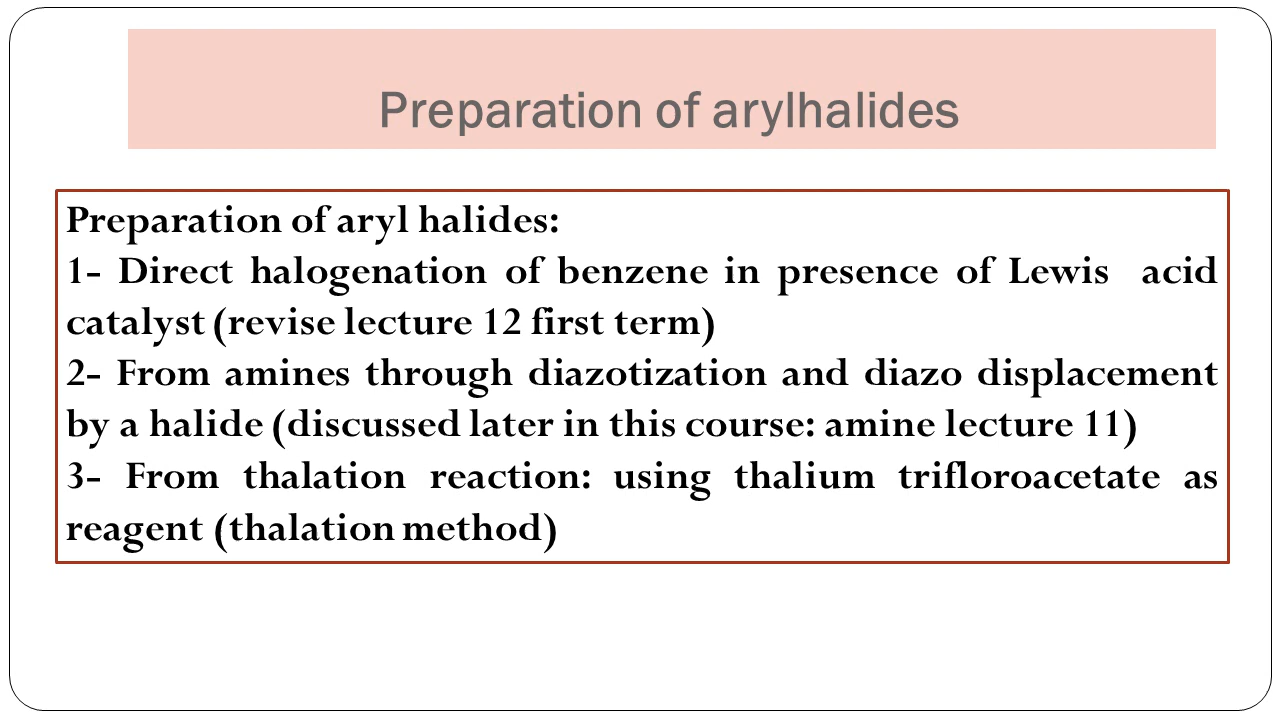 Preparation of arylhalides
Preparation of aryl halides:
1- Direct halogenation of benzene in presence of Lewis acid
catalyst (revise lecture 12 first term)
2- From amines through diazotization and diazo displacement
by a halide (discussed later in this course: amine lecture 11)
3- From thalation reaction: using thalium trifloroacetate as
reagent (thalation method)